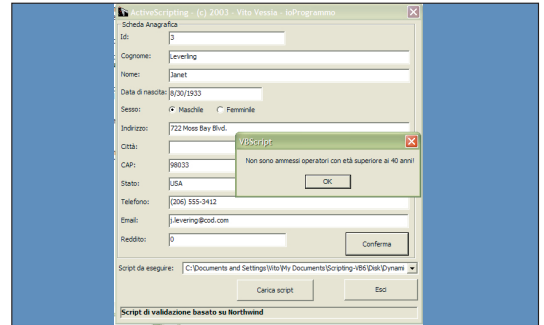 ActiveScripting - (c) 2003 - Vito Vessia - ioProgrammo
Scheda Anagrafica
Id: 3
Cognome: Leverling
Nome: Janet
Data di nascita: 8/30/1933
Sesso: Maschile Femminile
Indirizzo: 722 Moss Bay Blvd.
Città:
VBScript
Non sono ammessi operatori con età superiore ai 40 anni!
OK
CAP: 98033
Stato: USA
Telefono: (206) 555-3412
Email: j.levering@cod.com
Reddito: 0
Conferma
Script da eseguire: C:\Documents and Settings\Vito\My Documents\Scripting-VB6\Disk\Dynami
Carica script Esci
Script di validazione basato su Northwind